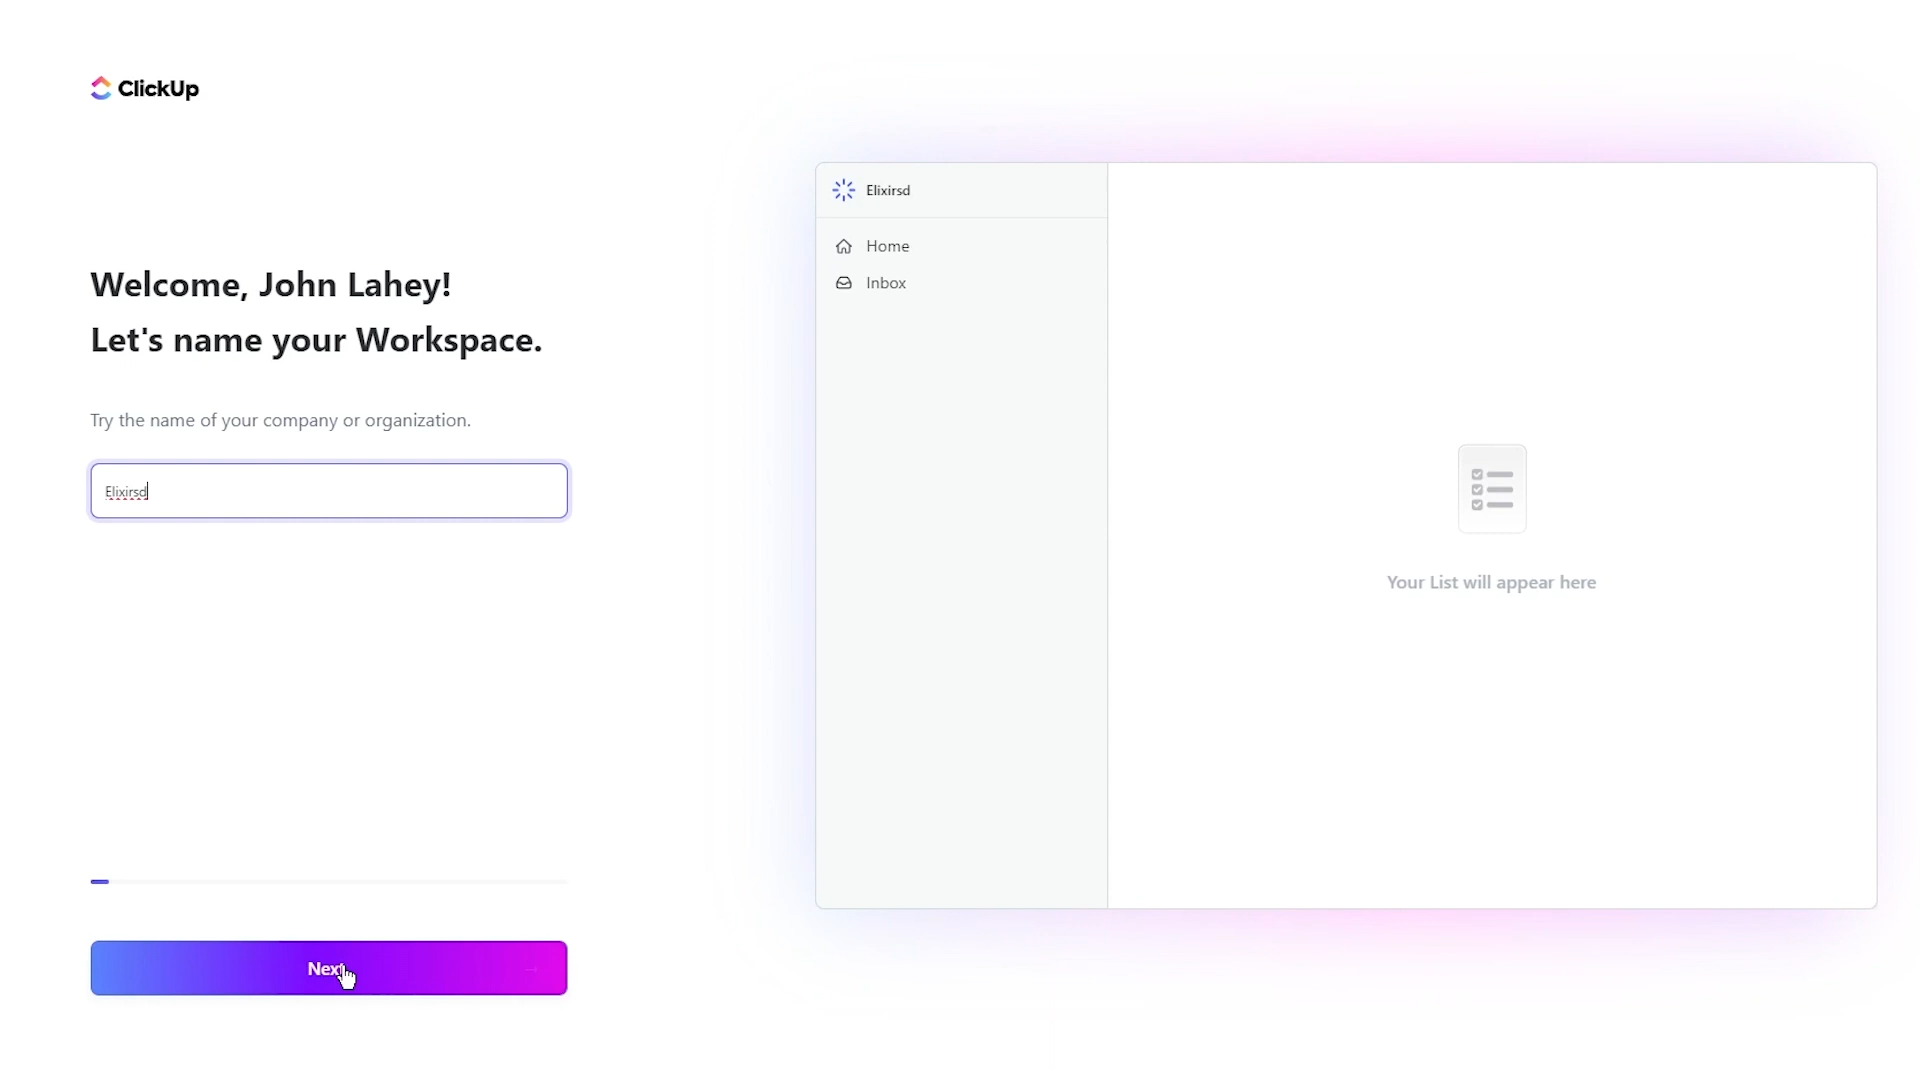 ClickUp
Welcome, John Lahey!
Let's name your Workspace.
Try the name of your company or organization.
Elixirsd
Next
Elixirsd
Home
Inbox
Your List will appear here